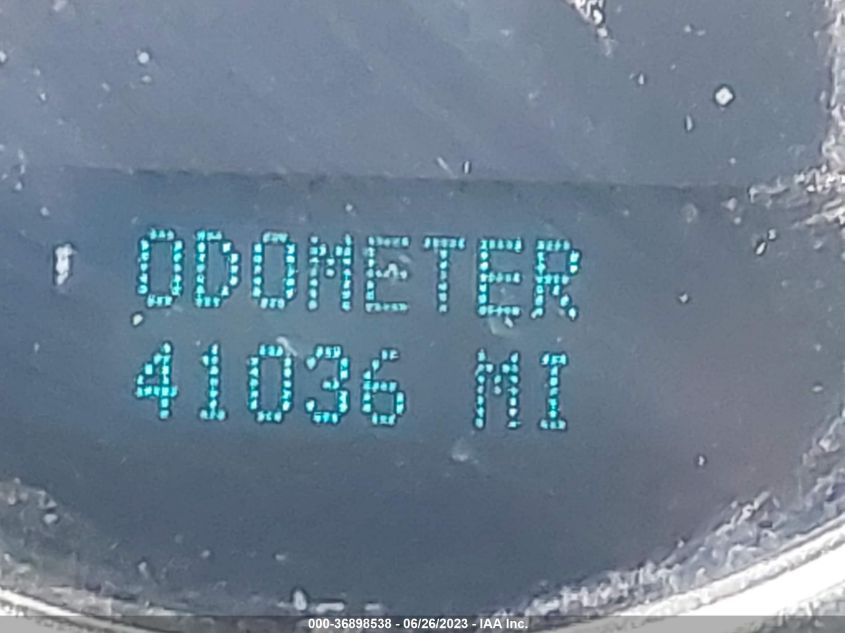 ODOMETER
41036 MI
000-36898538 - 06/26/2023 - IAA Inc.